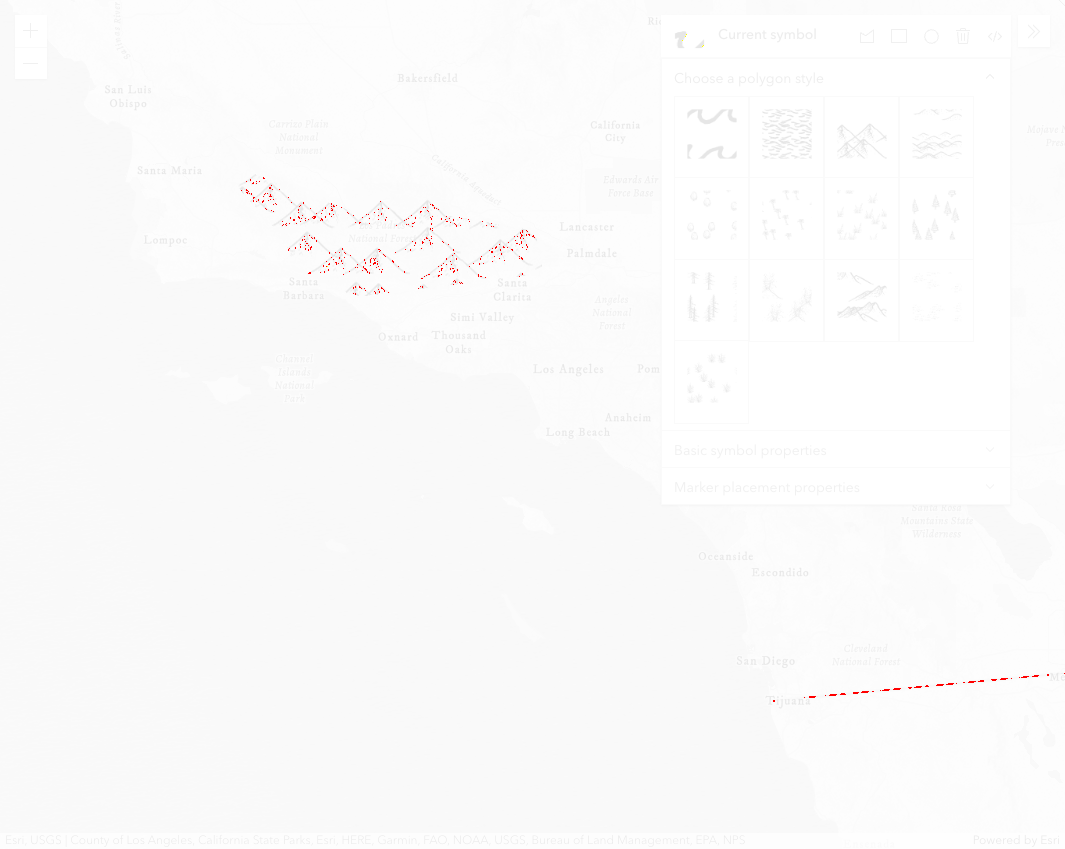 Current symbol
Choose a polygon style
Basic symbol properties
Marker placement properties
Bakersfield
San Luis
Obispo
Carrizo Plain
National
Monument
California
City
Santa Maria
California Aqueduct
Edwards Air
Force Base
Lompoc
Lancaster
National Forest
Palmdale
Santa
Barbara
Santa
Clarita
Angeles
National
Forest
Simi Valley
Oxnard
Thousand
Oaks
Channel
Islands
National
Park
Los Angeles
Pom
Anaheim
Long Beach
Santa Rosa
Mountains State
Wilderness
Oceanside
Escondido
San Diego
Cleveland
National Forest
Tijuana
Esri, USGS | County of Los Angeles, California State Parks, Esri, HERE, Garmin, FAO, NOAA, USGS, Bureau of Land Management, EPA, NPS
Powered by Esri